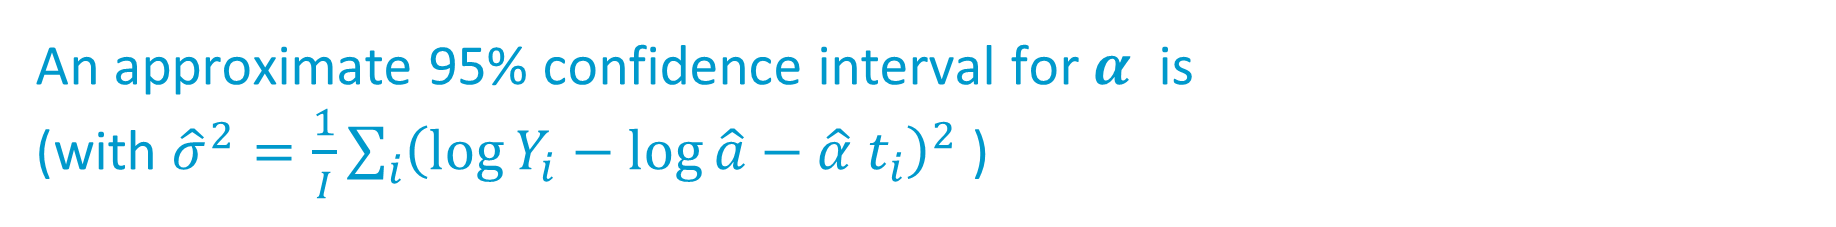 An approximate 95% confidence interval for α is
(with σ̂² = 1/I ∑ᵢ(log Yᵢ − log â − α̂ tᵢ)² )